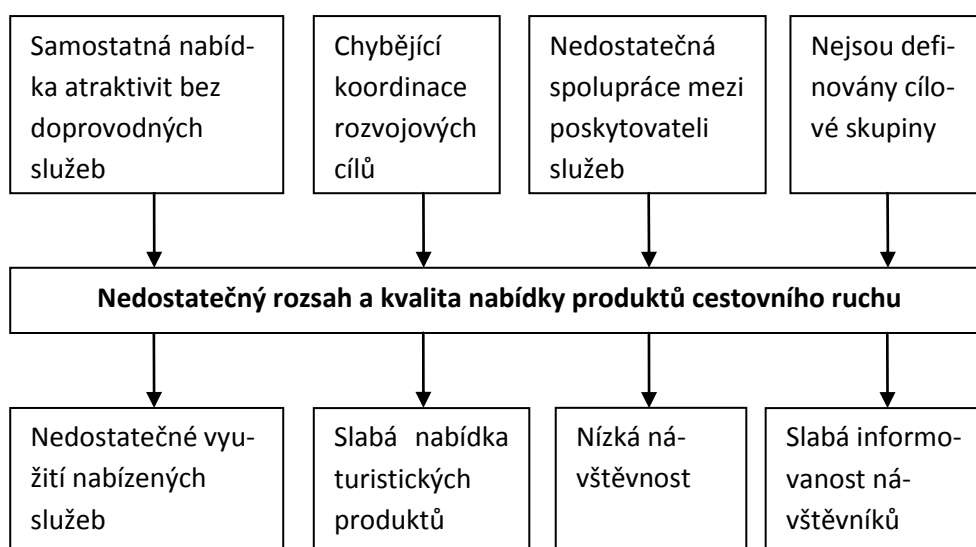 Samostatná nabíd-
ka atraktivit bez
doprovodných
služeb
Chybějící
koordinace
rozvojových
cílů
Nedostatečná
spolupráce mezi
poskytovateli
služeb
Nejsou defi-
novány cílo-
vé skupiny
Nedostatečný rozsah a kvalita nabídky produktů cestovního ruchu
Nedostatečné vyu-
žití nabízených
služeb
Slabá nabídka
turistických
produktů
Nízká ná-
vštěvnost
Slabá informo-
vanost ná-
vštěvníků